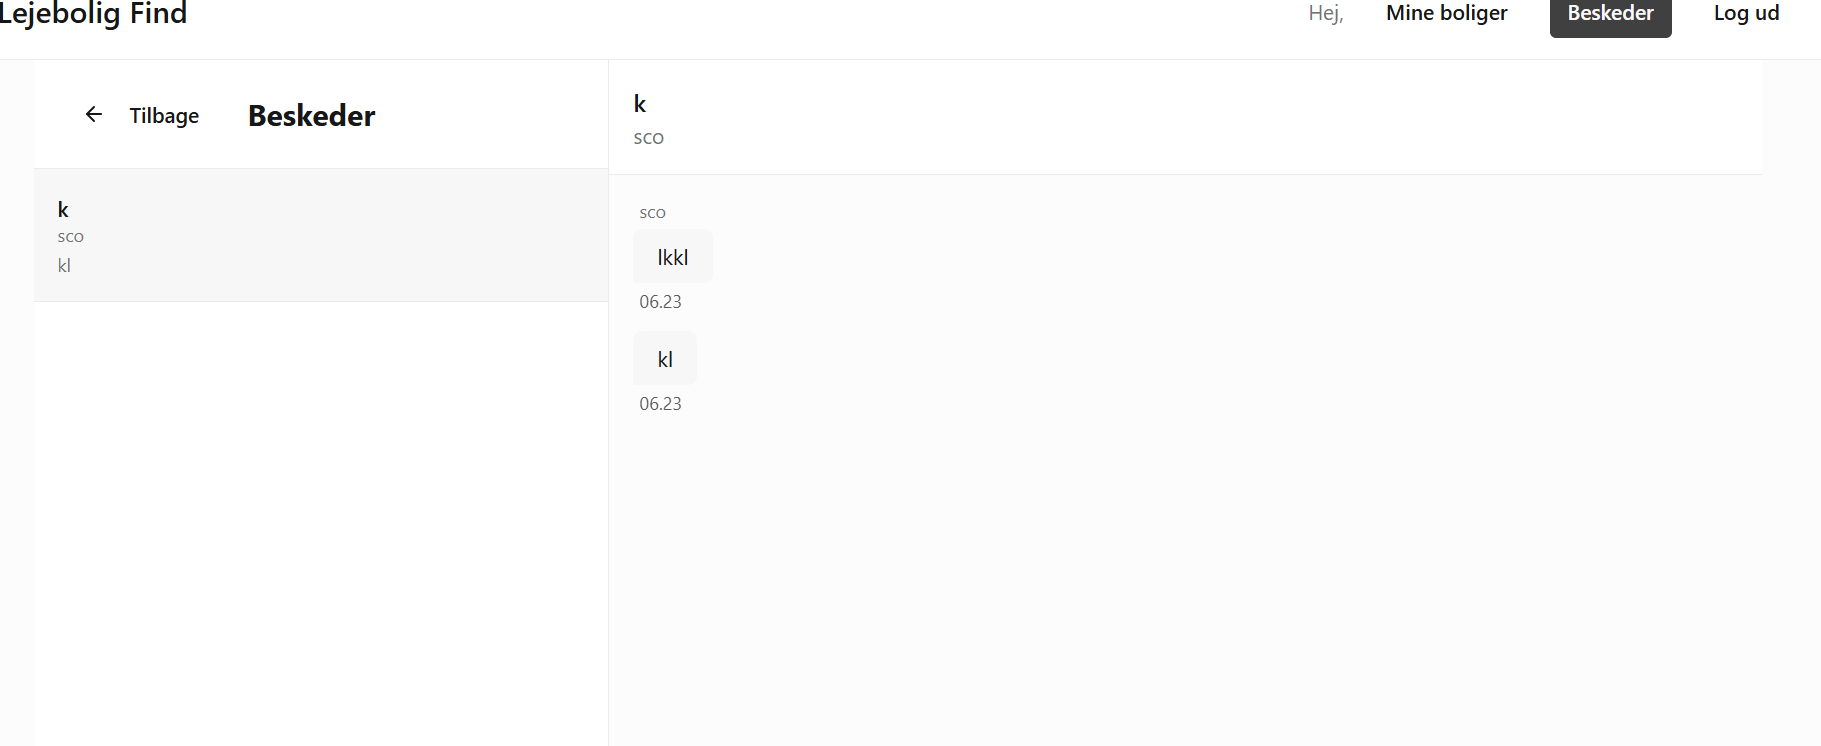 Lejebolig Find
Hej,
Mine boliger
Beskeder
Log ud
Tilbage
Beskeder
k
sco
kl
k
sco
sco
lkkl
06.23
kl
06.23